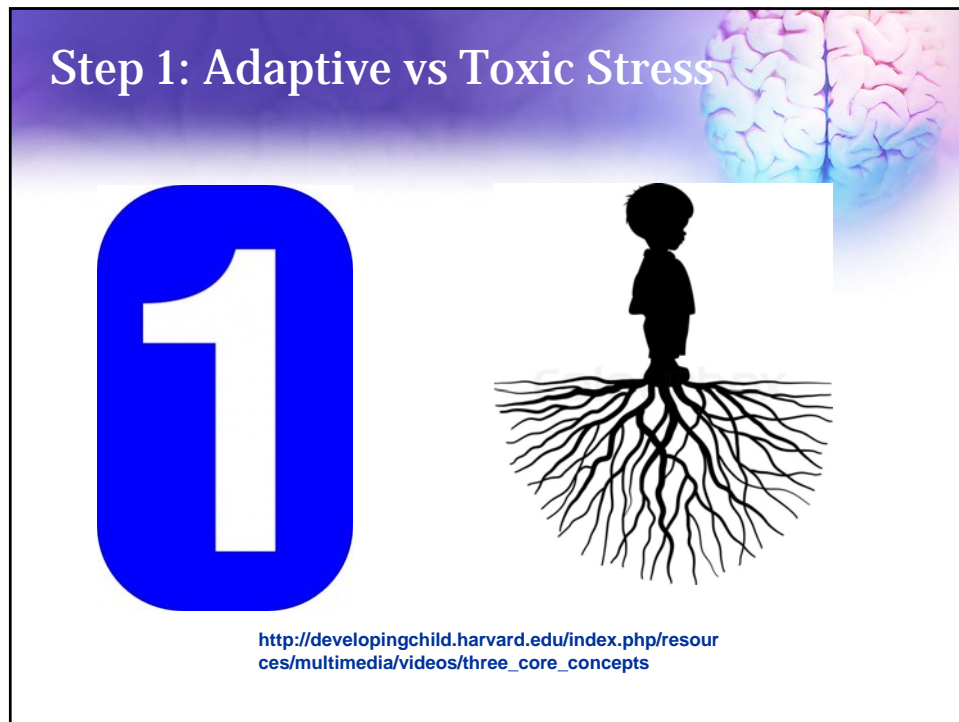 Step 1: Adaptive vs Toxic Stress
1
http://developingchild.harvard.edu/index.php/resour
ces/multimedia/videos/three_core_concepts